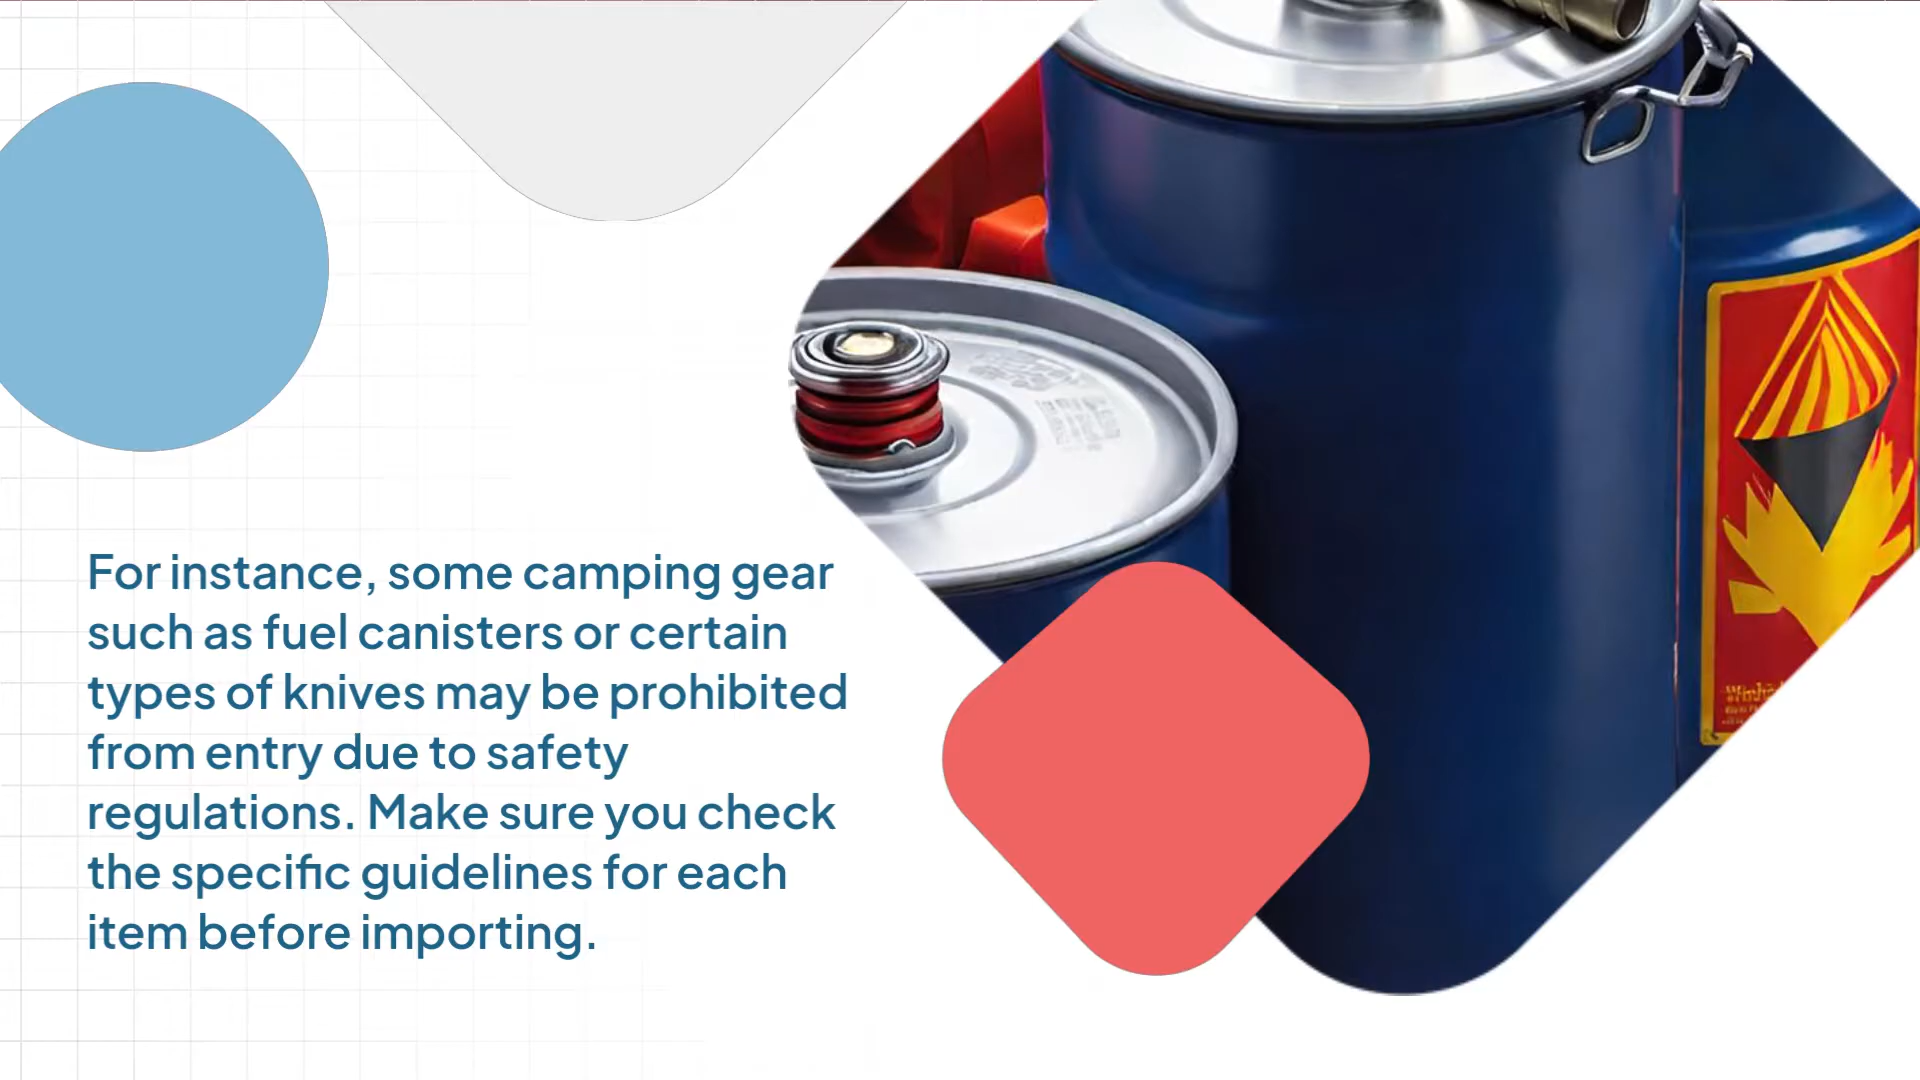 For instance, some camping gear
such as fuel canisters or certain
types of knives may be prohibited
from entry due to safety
regulations. Make sure you check
the specific guidelines for each
item before importing.